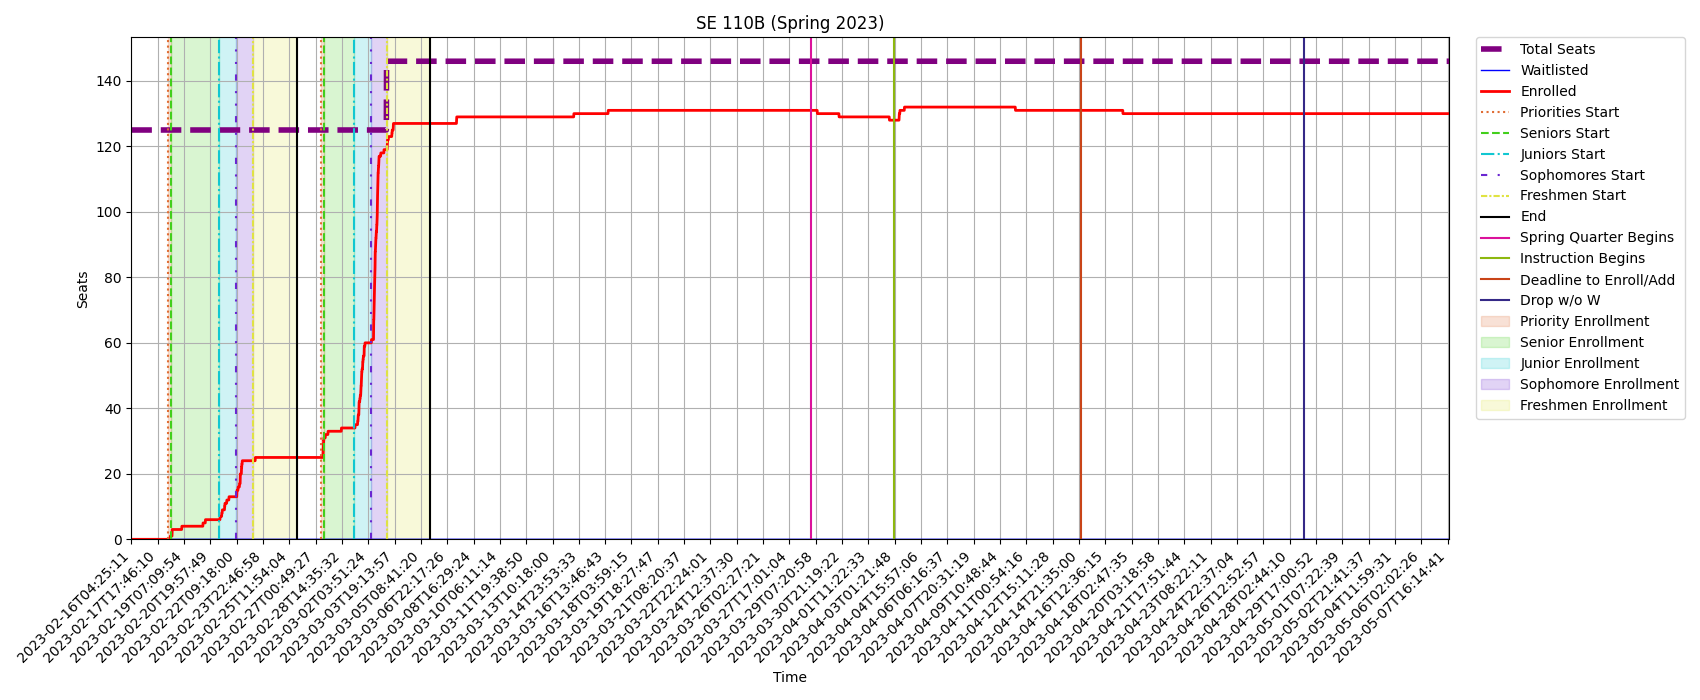 SE 110B (Spring 2023)
Seats
140
120
100
80
60
40
20
0
2023-02-16T04:25:11
2023-02-17T17:46:10
2023-02-19T07:09:54
2023-02-20T19:57:49
2023-02-22T09:18:00
2023-02-23T22:46:58
2023-02-25T11:54:04
2023-02-27T00:49:27
2023-02-28T14:35:32
2023-03-02T03:51:24
2023-03-03T19:13:57
2023-03-05T08:41:20
2023-03-06T22:17:26
2023-03-08T16:29:24
2023-03-10T06:11:14
2023-03-11T19:38:50
2023-03-13T10:18:00
2023-03-14T23:53:33
2023-03-16T13:46:43
2023-03-18T03:59:15
2023-03-19T18:27:47
2023-03-21T08:20:37
2023-03-22T22:24:01
2023-03-24T12:37:30
2023-03-26T02:27:21
2023-03-27T17:01:04
2023-03-29T07:20:58
2023-03-30T21:19:22
2023-04-01T11:22:33
2023-04-03T01:21:48
2023-04-04T15:57:06
2023-04-06T06:16:37
2023-04-07T20:31:19
2023-04-09T10:48:44
2023-04-11T00:54:16
2023-04-12T15:11:28
2023-04-14T21:35:00
2023-04-16T12:36:15
2023-04-18T02:47:35
2023-04-20T03:18:58
2023-04-21T17:51:44
2023-04-23T08:22:11
2023-04-24T22:37:04
2023-04-26T12:52:57
2023-04-28T02:44:10
2023-04-29T17:00:52
2023-05-01T07:22:39
2023-05-02T21:41:37
2023-05-04T11:59:31
2023-05-06T02:02:26
2023-05-07T16:14:41
Time
Total Seats
Waitlisted
Enrolled
Priorities Start
Seniors Start
Juniors Start
Sophomores Start
Freshmen Start
End
Spring Quarter Begins
Instruction Begins
Deadline to Enroll/Add
Drop w/o W
Priority Enrollment
Senior Enrollment
Junior Enrollment
Sophomore Enrollment
Freshmen Enrollment